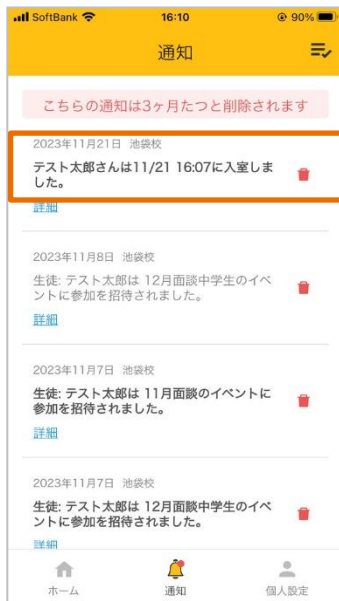 SoftBank 16:10 90%
通知
こちらの通知は3ヶ月たつと削除されます
2023年11月21日 池袋校
テスト太郎さんは11/21 16:07に入室しま
した。
詳細
2023年11月8日 池袋校
生徒: テスト太郎は 12月面談中学生のイベ
ントに参加を招待されました。
詳細
2023年11月7日 池袋校
生徒: テスト太郎は 11月面談のイベントに
参加を招待されました。
詳細
2023年11月7日 池袋校
生徒: テスト太郎は 12月面談中学生のイベ
ントに参加を招待されました。
詳細
ホーム 通知 個人設定